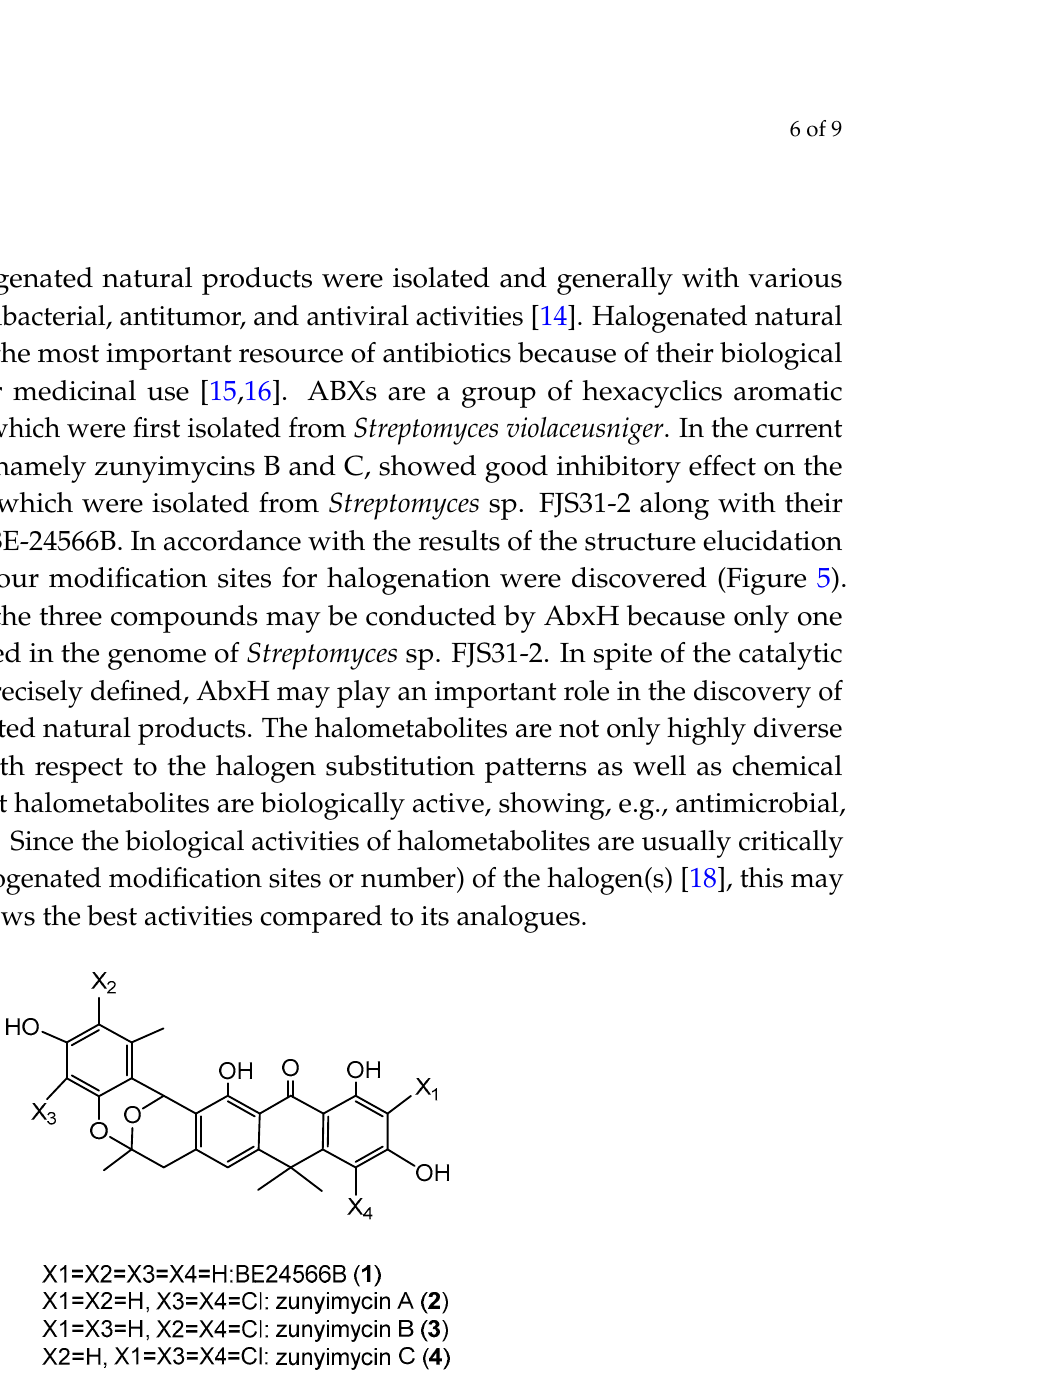 6 of 9
genated natural products were isolated and generally with various
bacterial, antitumor, and antiviral activities [14]. Halogenated natural
he most important resource of antibiotics because of their biological
medicinal use [15,16]. ABXs are a group of hexacyclics aromatic
which were first isolated from Streptomyces violaceusniger. In the current
namely zunyimycins B and C, showed good inhibitory effect on the
which were isolated from Streptomyces sp. FJS31-2 along with their
BE-24566B. In accordance with the results of the structure elucidation
our modification sites for halogenation were discovered (Figure 5).
the three compounds may be conducted by AbxH because only one
ed in the genome of Streptomyces sp. FJS31-2. In spite of the catalytic
recisely defined, AbxH may play an important role in the discovery of
ted natural products. The halometabolites are not only highly diverse
th respect to the halogen substitution patterns as well as chemical
t halometabolites are biologically active, showing, e.g., antimicrobial,
Since the biological activities of halometabolites are usually critically
ogenated modification sites or number) of the halogen(s) [18], this may
ws the best activities compared to its analogues.
X2
HO
OH
O
OH
X1
X3
O
O
OH
X4
X1=X2=X3=X4=H:BE24566B (1)
X1=X2=H, X3=X4=Cl: zunyimycin A (2)
X1=X3=H, X2=X4=Cl: zunyimycin B (3)
X2=H, X1=X3=X4=Cl: zunyimycin C (4)